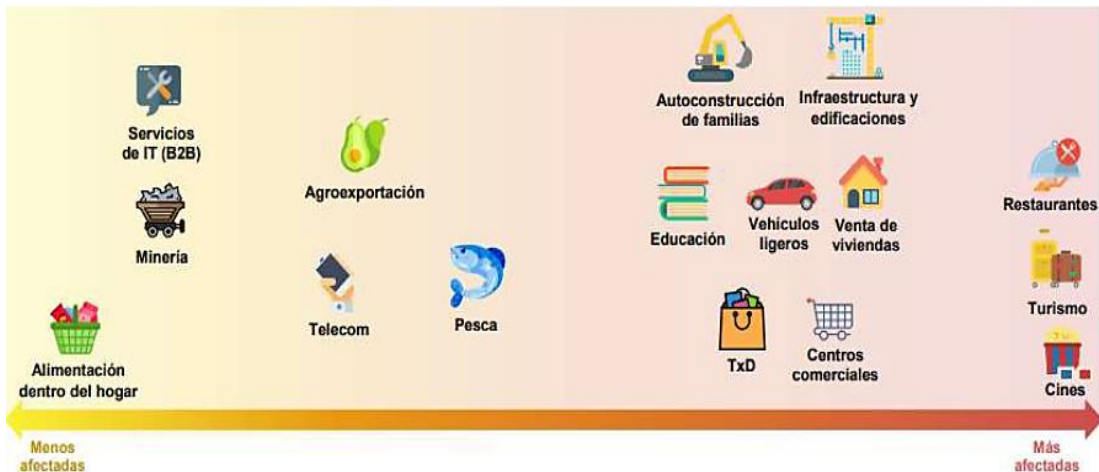 Autoconstrucción
de familias
Infraestructura y
edificaciones
Servicios
de IT (B2B)
Agroexportación
Restaurantes
Minería
Educación
Vehículos
ligeros
Venta de
viviendas
Telecom
Pesca
Turismo
Alimentación
dentro del hogar
TxD
Centros
comerciales
Cines
Menos
afectadas
Más
afectadas